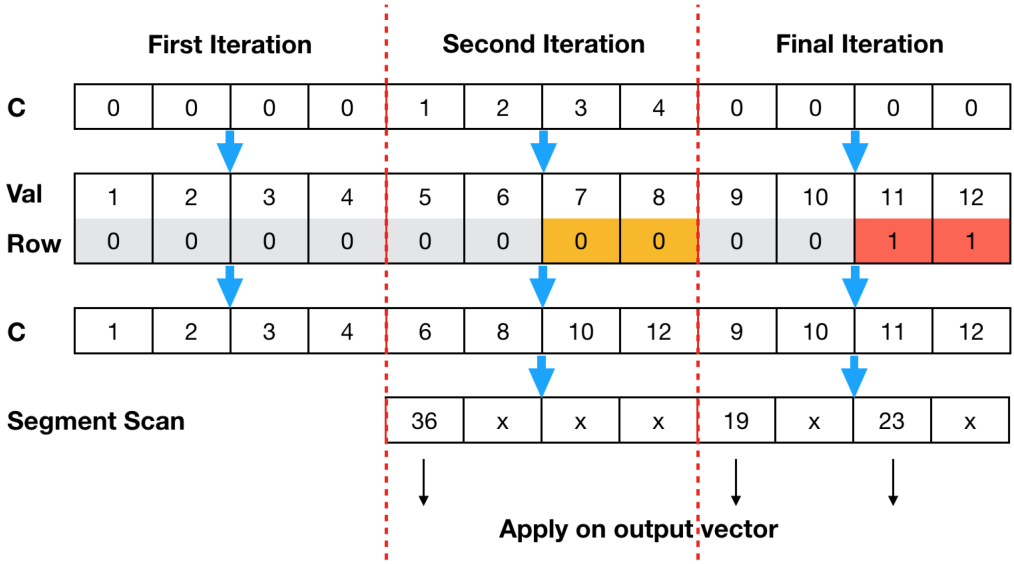 First Iteration Second Iteration Final Iteration
C 0 0 0 0 1 2 3 4 0 0 0 0
Val 1 2 3 4 5 6 7 8 9 10 11 12
Row 0 0 0 0 0 0 0 0 0 0 1 1
C 1 2 3 4 6 8 10 12 9 10 11 12
Segment Scan 36 x x x 19 x 23 x
Apply on output vector